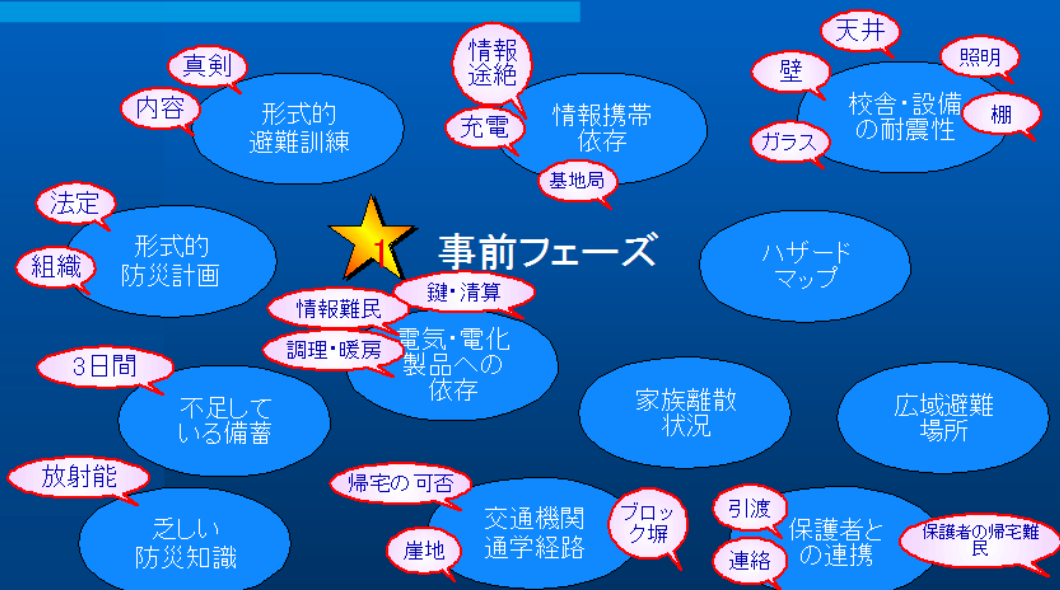 真剣
内容
形式的
避難訓練
情報
途絶
充電
情報携帯
依存
基地局
天井
照明
壁
棚
ガラス
校舎・設備
の耐震性
法定
組織
形式的
防災計画
1
事前フェーズ
ハザード
マップ
鍵・清算
情報難民
調理・暖房
電気・電化
製品への
依存
3日間
不足して
いる備蓄
家族離散
状況
広域避難
場所
放射能
乏しい
防災知識
帰宅の可否
崖地
交通機関
通学経路
ブロッ
ク塀
引渡
連絡
保護者と
の連携
保護者の帰宅難
民